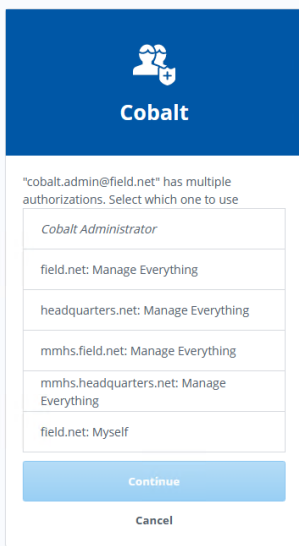 Cobalt
"cobalt.admin@field.net" has multiple
authorizations. Select which one to use
Cobalt Administrator
field.net: Manage Everything
headquarters.net: Manage Everything
mmhs.field.net: Manage Everything
mmhs.headquarters.net: Manage
Everything
field.net: Myself
Continue
Cancel